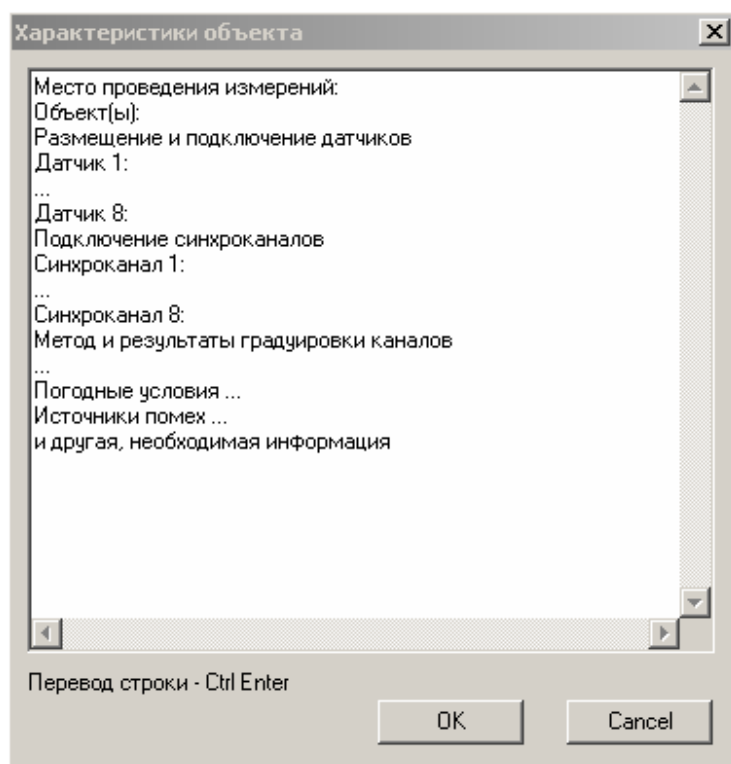 Характеристики объекта
Место проведения измерений:
Объект(ы):
Размещение и подключение датчиков
Датчик 1:
...
Датчик 8:
Подключение синхроканалов
Синхроканал 1:
...
Синхроканал 8:
Метод и результаты градуировки каналов
...
Погодные условия ...
Источники помех ...
и другая, необходимая информация
Перевод строки - Ctrl Enter
OK
Cancel